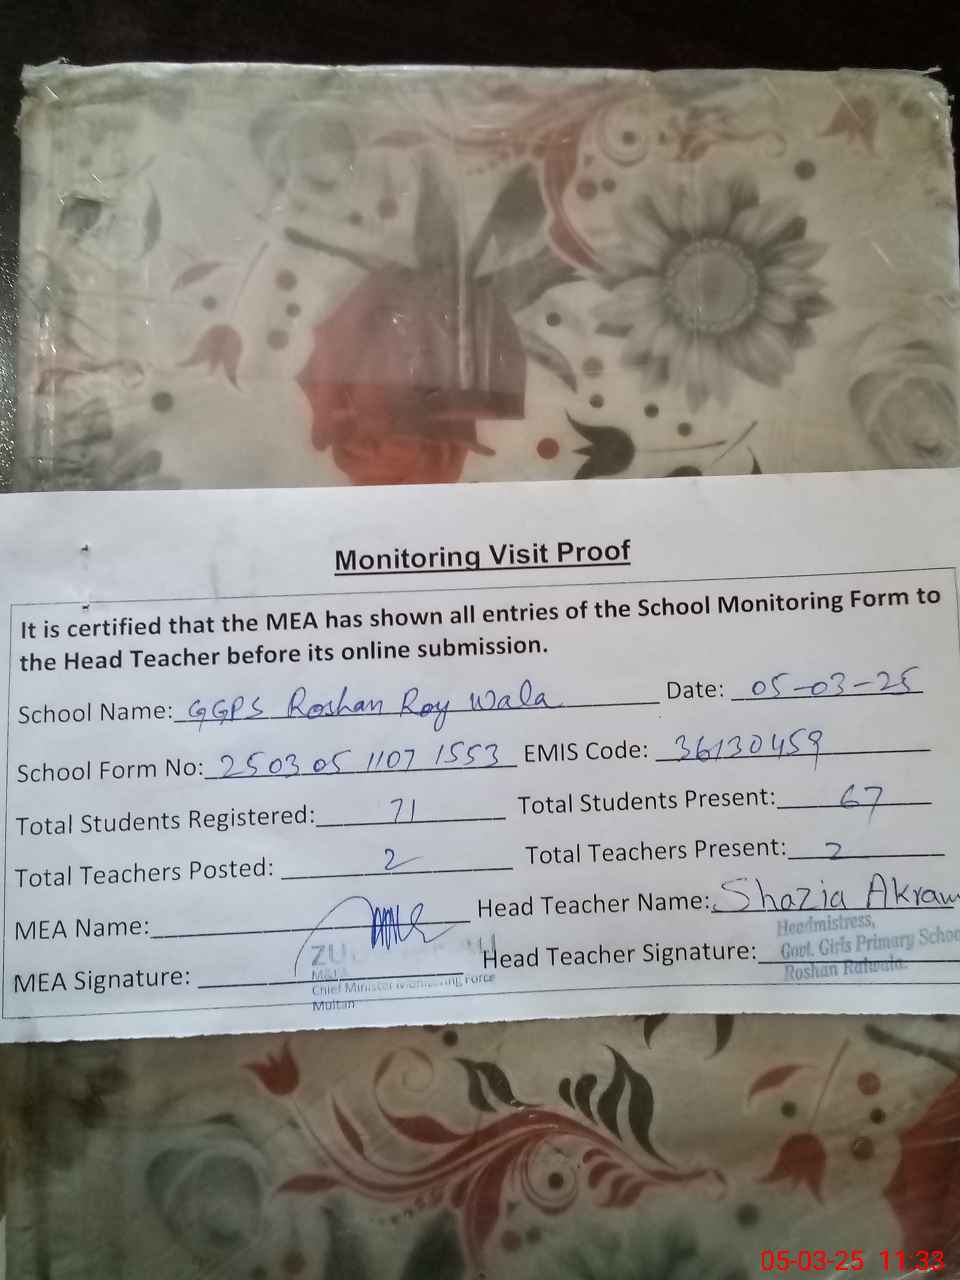 Monitoring Visit Proof
It is certified that the MEA has shown all entries of the School Monitoring Form to
the Head Teacher before its online submission.
School Name: GGPS Roshan Roy Wala Date: 05-03-25
School Form No: 2503051107 1553 EMIS Code: 36130459
Total Students Registered: 71 Total Students Present: 67
Total Teachers Posted: 2 Total Teachers Present: 2
MEA Name: Head Teacher Name: Shazia Akram
MEA Signature: Head Teacher Signature:
Headmistress,
Govt. Girls Primary Schoo
Roshan
Chief Minister Monitoring Force
Multan
05-03-25 11:33